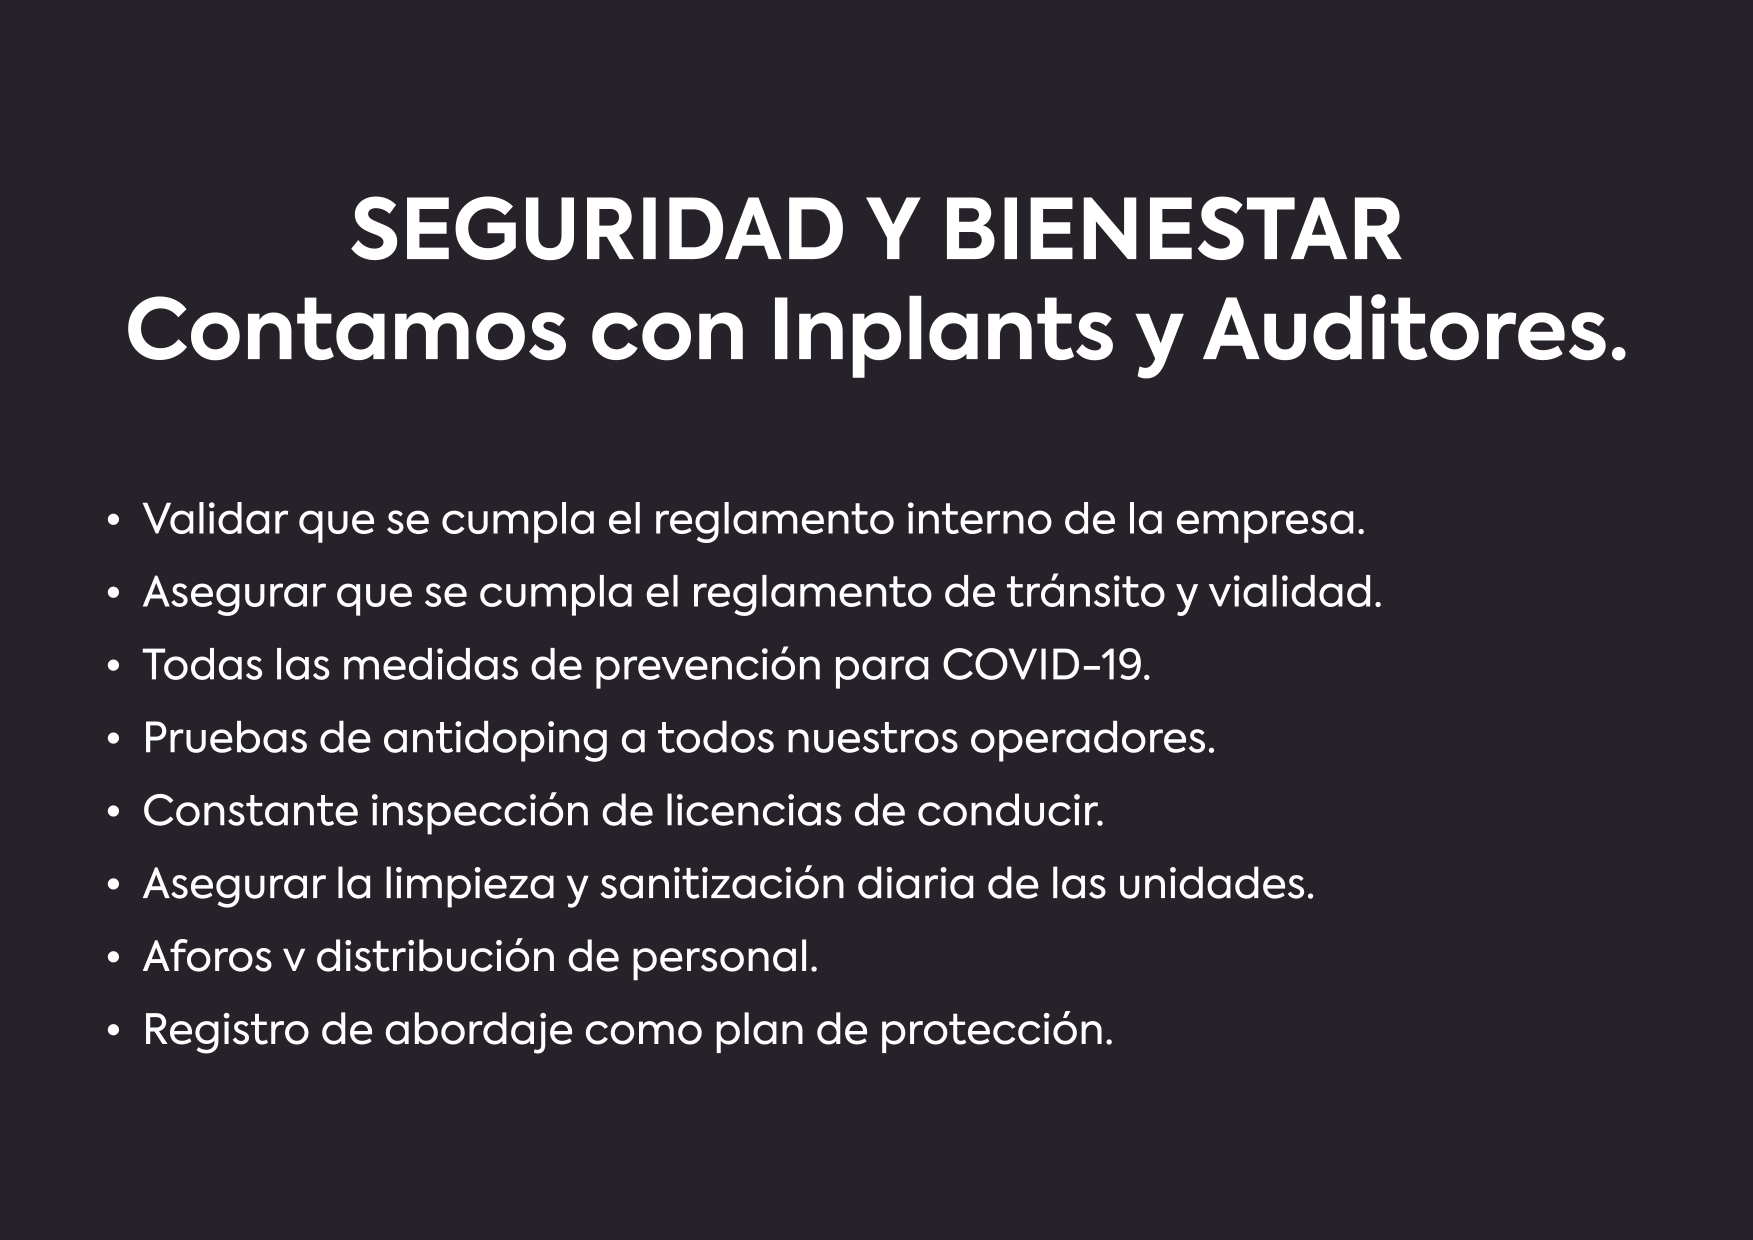 SEGURIDAD Y BIENESTAR
Contamos con Inplants y Auditores.
• Validar que se cumpla el reglamento interno de la empresa.
• Asegurar que se cumpla el reglamento de tránsito y vialidad.
• Todas las medidas de prevención para COVID-19.
• Pruebas de antidoping a todos nuestros operadores.
• Constante inspección de licencias de conducir.
• Asegurar la limpieza y sanitización diaria de las unidades.
• Aforos v distribución de personal.
• Registro de abordaje como plan de protección.